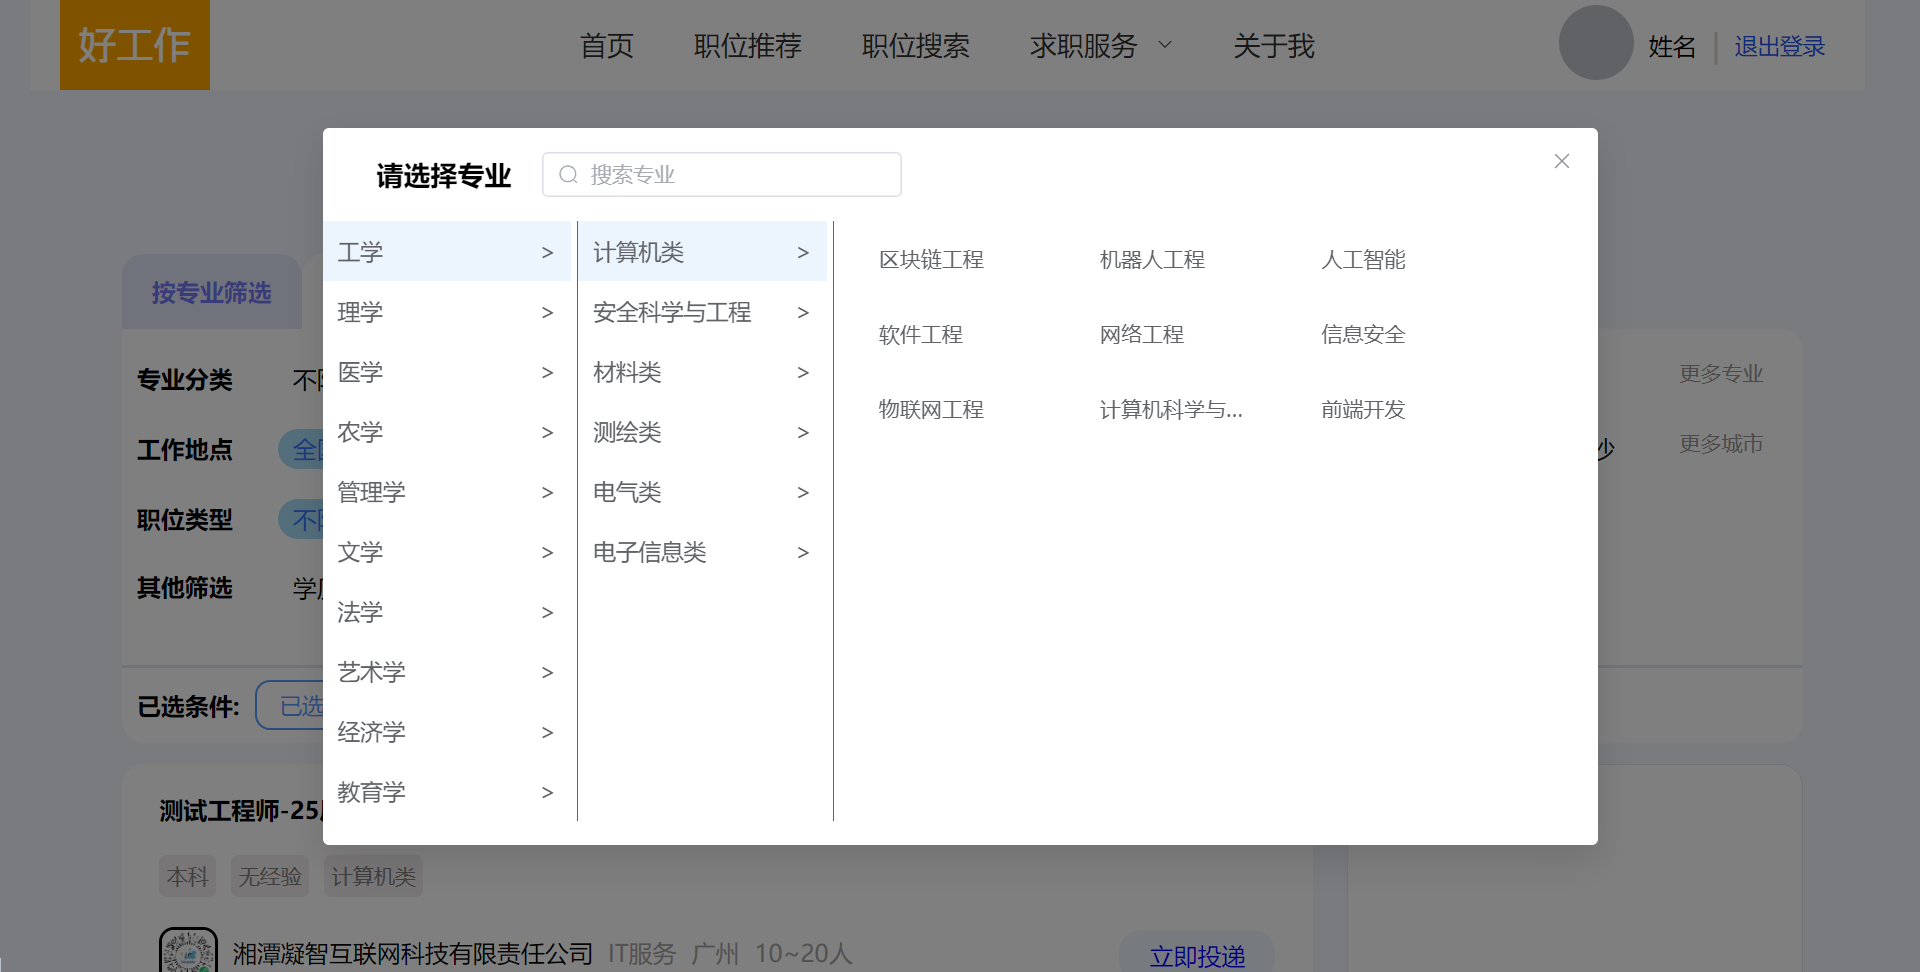 好工作
首页
职位推荐
职位搜索
求职服务
关于我
姓名
退出登录
请选择专业
搜索专业
工学 >
理学 >
医学 >
农学 >
管理学 >
文学 >
法学 >
艺术学 >
经济学 >
教育学 >
计算机类 >
安全科学与工程 >
材料类 >
测绘类 >
电气类 >
电子信息类 >
区块链工程
机器人工程
人工智能
软件工程
网络工程
信息安全
物联网工程
计算机科学与...
前端开发
按专业筛选
专业分类
不
更多专业
工作地点
全
更多城市
职位类型
不
其他筛选
学
已选条件:
已选
测试工程师-25
本科
无经验
计算机类
湘潭凝智互联网科技有限责任公司 IT服务 广州 10~20人
立即投递